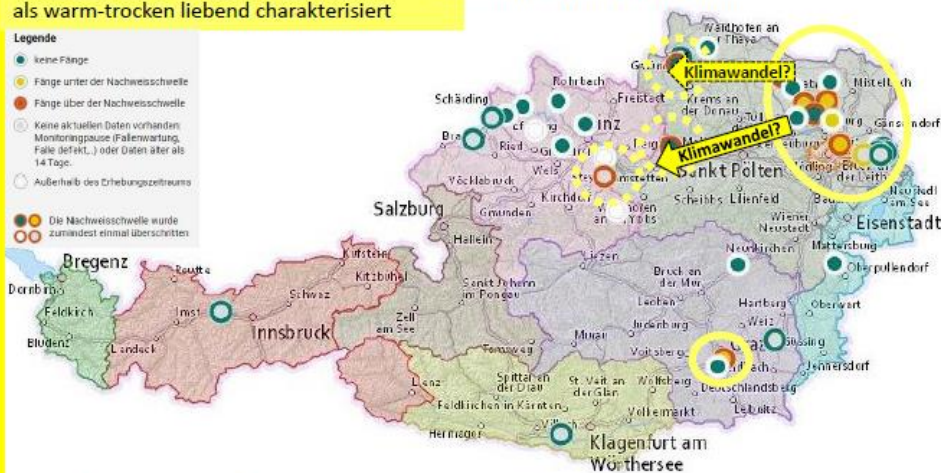 als warm-trocken liebend charakterisiert
Legende
keine Fänge
Fänge unter der Nachweisschwelle
Fänge über der Nachweisschwelle
Keine aktuellen Daten vorhanden:
Monitoringpause (Fallenwartung,
Falle defekt,..) oder Daten älter als
14 Tage.
Außerhalb des Erhebungszeitraums
Die Nachweisschwelle wurde
zumindest einmal überschritten
Waidhofen an
der Thaya
Klimawandel?
Rohrbach
Schärding
Freistadt
Krems an
der Donau
Mistelbach
Gänserndorf
Ried
Wels
Klimawandel?
Sankt Pölten
Vöcklabruck
Kirchdorf
Scheibbs
Lilienfeld
Gmunden
Salzburg
Wiener
Neustadt
Eisenstadt
Hallein
Mattersburg
Neunkirchen
Oberpullendorf
Bregenz
Reutte
Kufstein
Kitzbühel
Liezen
Bruck an
der Mur
Dornbirn
Feldkirch
Bludenz
Imst
Schwaz
Innsbruck
Landeck
Sankt Johann
im Pongau
Zell
am See
Tamsweg
Murau
Leoben
Judenburg
Hartberg
Oberwart
Weiz
Voitsberg
Güssing
Jennersdorf
Deutschlandsberg
Leibnitz
Lienz
Spittal an
der Drau
St. Veit an
der Glan
Wolfsberg
Feldkirchen in Kärnten
Völkermarkt
Hermagor
Klagenfurt am
Wörthersee